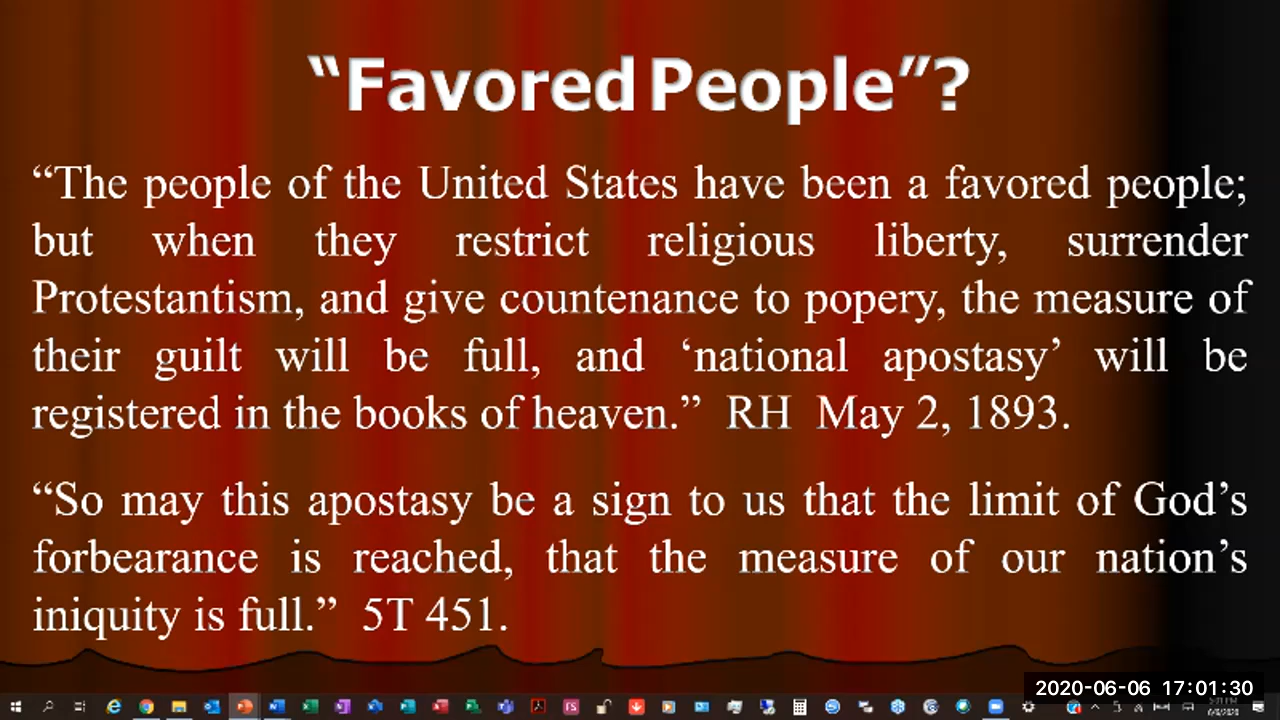 “Favored People”?
“The people of the United States have been a favored people;
but when they restrict religious liberty, surrender
Protestantism, and give countenance to popery, the measure of
their guilt will be full, and ‘national apostasy’ will be
registered in the books of heaven.” RH May 2, 1893.
“So may this apostasy be a sign to us that the limit of God’s
forbearance is reached, that the measure of our nation’s
iniquity is full.” 5T 451.
2020-06-06 17:01:30